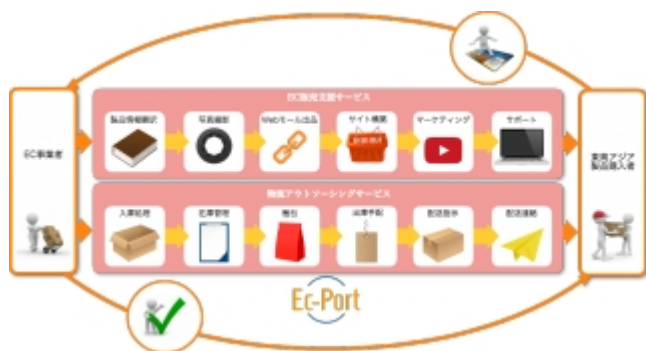 EC販売支援サービス
製品情報翻訳
写真撮影
Webモール出品
サイト構築
マーケティング
サポート
EC事業者
東南アジア
製品購入者
物流アウトソーシングサービス
入庫処理
在庫管理
梱包
出庫手配
配送指示
配送連絡
Ec-Port